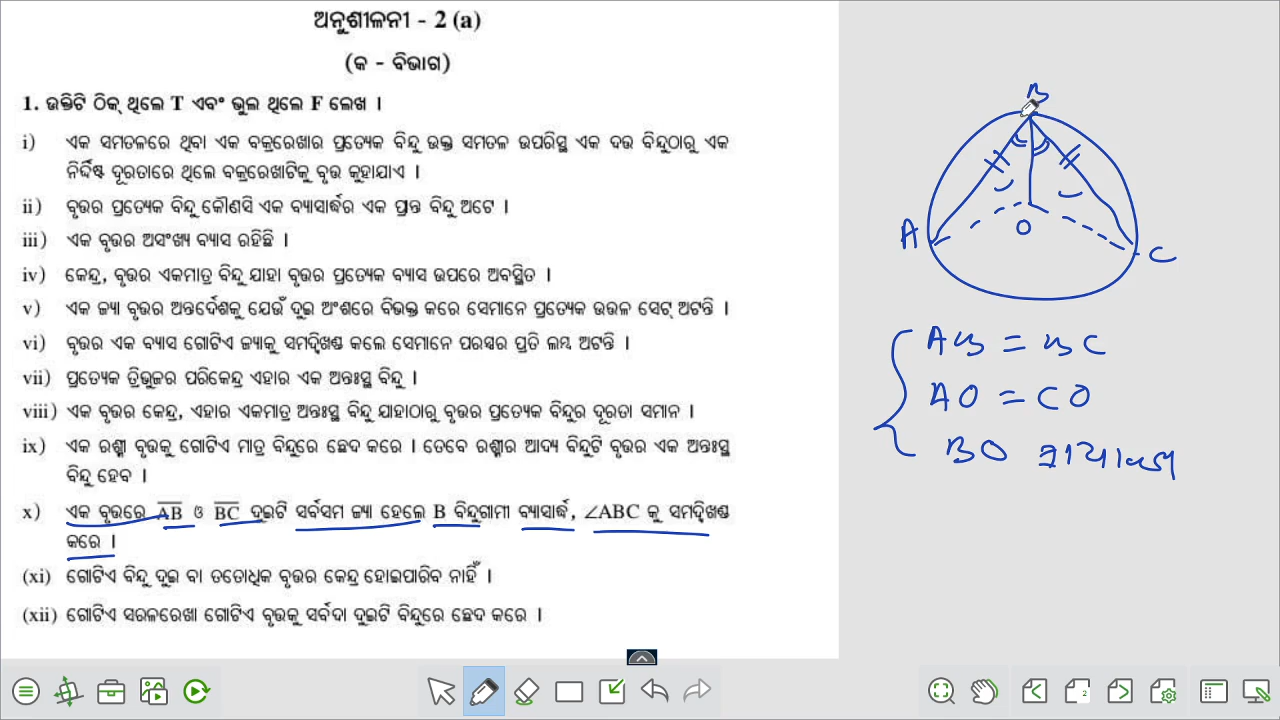 ଅନୁଶୀଳନୀ - 2 (a)
(କ - ବିଭାଗ)
1. ଉକ୍ତିଟି ଠିକ୍ ଥିଲେ T ଏବଂ ଭୁଲ ଥିଲେ F ଲେଖ ।
i) ଏକ ସମତଳରେ ଥିବା ଏକ ବକ୍ରରେଖାର ପ୍ରତ୍ୟେକ ବିନ୍ଦୁ ଉକ୍ତ ସମତଳ ଉପରିସ୍ଥ ଏକ ଦତ୍ତ ବିନ୍ଦୁଠାରୁ ଏକ
ନିର୍ଦ୍ଦିଷ୍ଟ ଦୂରତାରେ ଥିଲେ ବକ୍ରରେଖାଟିକୁ ବୃତ୍ତ କୁହାଯାଏ ।
ii) ବୃତ୍ତର ପ୍ରତ୍ୟେକ ବିନ୍ଦୁ କୌଣସି ଏକ ବ୍ୟାସାର୍ଦ୍ଧର ଏକ ପ୍ରାନ୍ତ ବିନ୍ଦୁ ଅଟେ ।
iii) ଏକ ବୃତ୍ତର ଅସଂଖ୍ୟ ବ୍ୟାସ ରହିଛି ।
iv) କେନ୍ଦ୍ର, ବୃତ୍ତର ଏକମାତ୍ର ବିନ୍ଦୁ ଯାହା ବୃତ୍ତର ପ୍ରତ୍ୟେକ ବ୍ୟାସ ଉପରେ ଅବସ୍ଥିତ ।
v) ଏକ ଜ୍ୟା ବୃତ୍ତର ଅନ୍ତର୍ଦେଶକୁ ଯେଉଁ ଦୁଇ ଅଂଶରେ ବିଭକ୍ତ କରେ ସେମାନେ ପ୍ରତ୍ୟେକ ଉତ୍ତଳ ସେଟ୍ ଅଟନ୍ତି ।
vi) ବୃତ୍ତର ଏକ ବ୍ୟାସ ଗୋଟିଏ ଜ୍ୟାକୁ ସମଦ୍ବିଖଣ୍ଡ କଲେ ସେମାନେ ପରସ୍ପର ପ୍ରତି ଲମ୍ବ ଅଟନ୍ତି ।
vii) ପ୍ରତ୍ୟେକ ତ୍ରିଭୁଜର ପରିକେନ୍ଦ୍ର ଏହାର ଏକ ଅନ୍ତଃସ୍ଥ ବିନ୍ଦୁ ।
viii) ଏକ ବୃତ୍ତର କେନ୍ଦ୍ର, ଏହାର ଏକମାତ୍ର ଅନ୍ତଃସ୍ଥ ବିନ୍ଦୁ ଯାହାଠାରୁ ବୃତ୍ତର ପ୍ରତ୍ୟେକ ବିନ୍ଦୁର ଦୂରତା ସମାନ ।
ix) ଏକ ରଶ୍ମୀ ବୃତ୍ତକୁ ଗୋଟିଏ ମାତ୍ର ବିନ୍ଦୁରେ ଛେଦ କରେ । ତେବେ ରଶ୍ମୀର ଆଦ୍ୟ ବିନ୍ଦୁଟି ବୃତ୍ତର ଏକ ଅନ୍ତଃସ୍ଥ
ବିନ୍ଦୁ ହେବ ।
x) ଏକ ବୃତ୍ତରେ AB ଓ BC ଦୁଇଟି ସର୍ବସମ ଜ୍ୟା ହେଲେ B ବିନ୍ଦୁଗାମୀ ବ୍ୟାସାର୍ଦ୍ଧ, ∠ABC କୁ ସମଦ୍ବିଖଣ୍ଡ
କରେ ।
(xi) ଗୋଟିଏ ବିନ୍ଦୁ ଦୁଇ ବା ତତୋଧିକ ବୃତ୍ତର କେନ୍ଦ୍ର ହୋଇପାରିବ ନାହିଁ ।
(xii) ଗୋଟିଏ ସରଳରେଖା ଗୋଟିଏ ବୃତ୍ତକୁ ସର୍ବଦା ଦୁଇଟି ବିନ୍ଦୁରେ ଛେଦ କରେ ।
B
A
O
C
AB = BC
AO = CO
BO
2